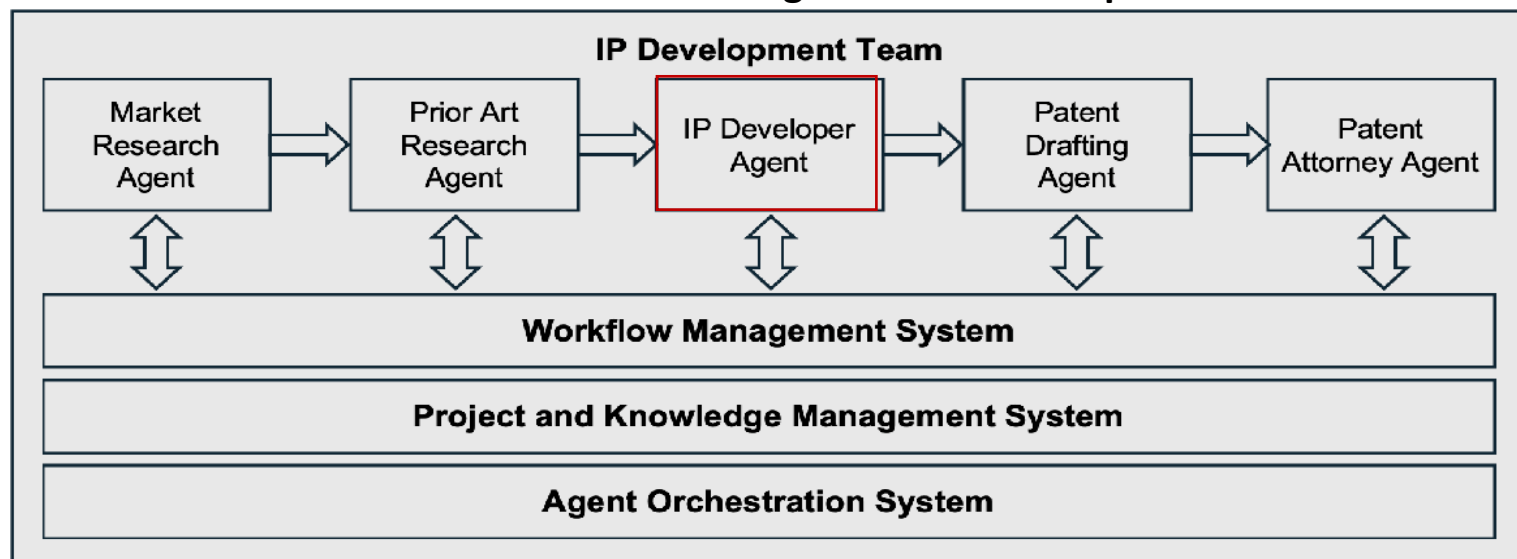 IP Development Team
Market
Research
Agent
Prior Art
Research
Agent
IP Developer
Agent
Patent
Drafting
Agent
Patent
Attorney Agent
Workflow Management System
Project and Knowledge Management System
Agent Orchestration System